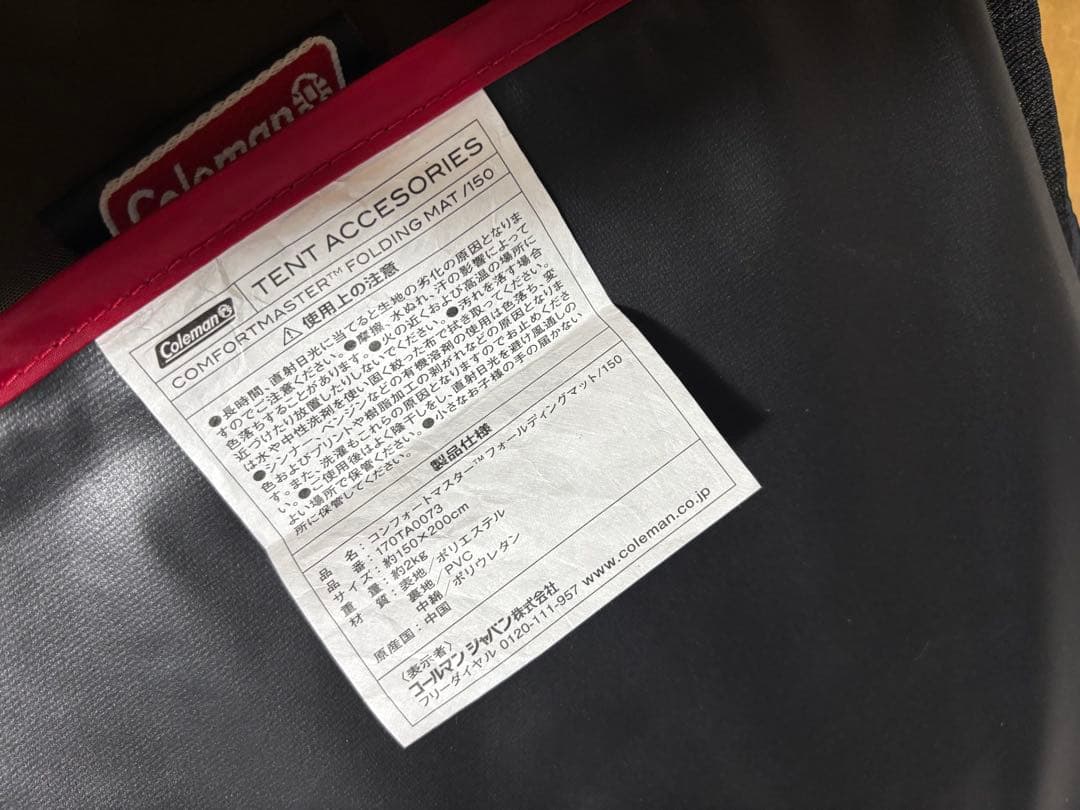 Coleman
Coleman
TENT ACCESORIES
COMFORTMASTER™ FOLDING MAT /150
⚠ 使用上の注意
●長時間、直射日光に当てると生地の劣化の原因となりま
すのでご注意ください。●摩擦、水ぬれ、汗の影響によって
色落ちすることがあります。●火の近くおよび高温の場所に
近づけたり放置したりしないでください。●汚れを落す場合
は水や中性洗剤を使い固く絞った布で拭き取ってください。
●シンナー、ベンジンなどの有機溶剤の使用は色落ち、変
色およびプリントや樹脂加工の剥がれなどの原因となりま
す。また、洗濯もこれらの原因となりますのでお止めくださ
い。●ご使用後はよく陰干しをし、直射日光を避け風通しの
よい場所で保管ください。●小さなお子様の手の届かない
所に保管してください。
製品仕様
品 名：コンフォートマスター™フォールディングマット/150
品 番：170TA0073
サイズ：約150×200cm
重 量：約2kg
材 質：表地／ポリエステル
裏地／PVC
中綿／ポリウレタン
原産国：中国
〈表示者〉
コールマン ジャパン株式会社
フリーダイヤル 0120-111-957 www.coleman.co.jp